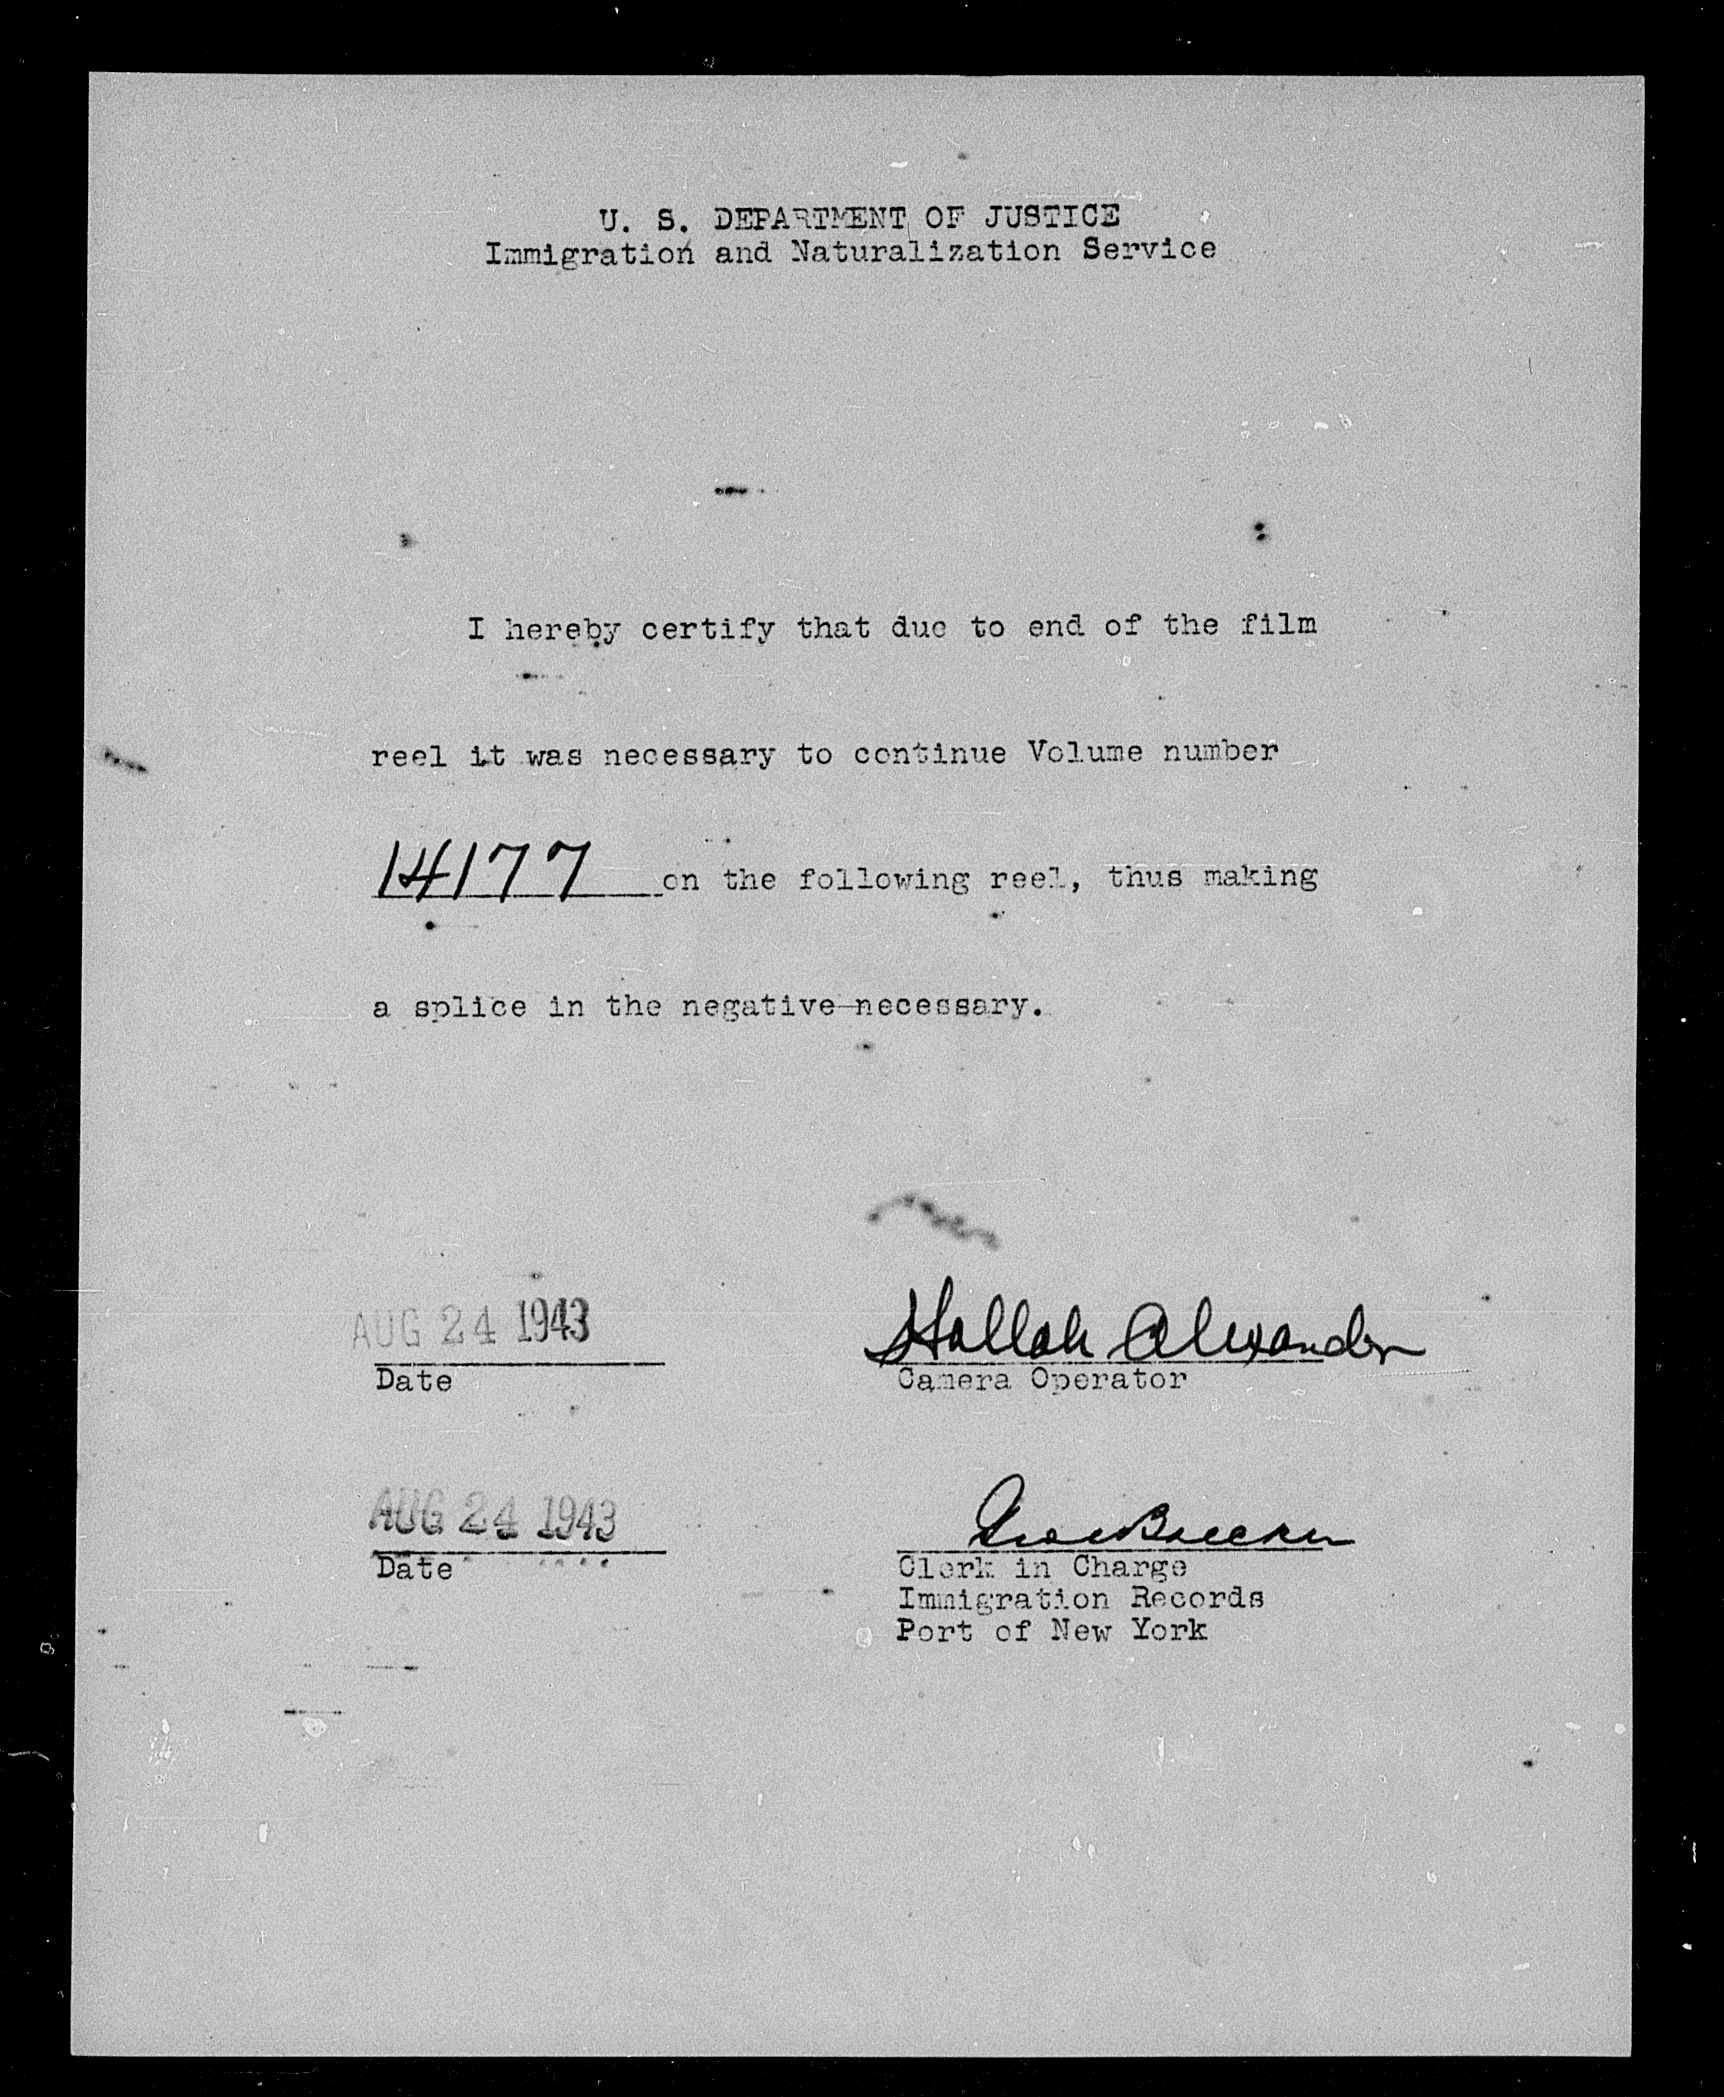 U. S. DEPARTMENT OF JUSTICE
Immigration and Naturalization Service
I hereby certify that due to end of the film
reel it was necessary to continue Volume number
14177 on the following reel, thus making
a splice in the negative necessary.
AUG 24 1943
Date
Hallah Alexander
Camera Operator
AUG 24 1943
Date
Clerk in Charge
Immigration Records
Port of New York